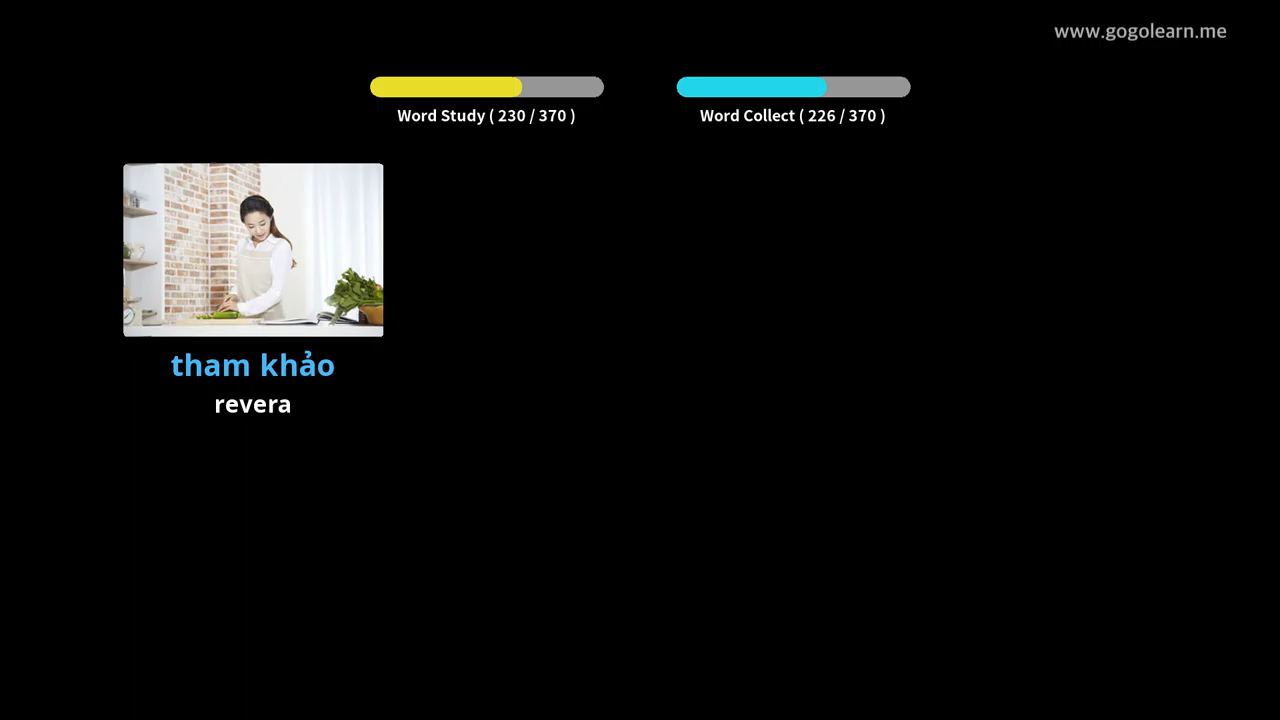 www.gogolearn.me
Word Study ( 230 / 370 )
Word Collect ( 226 / 370 )
tham khảo
revera